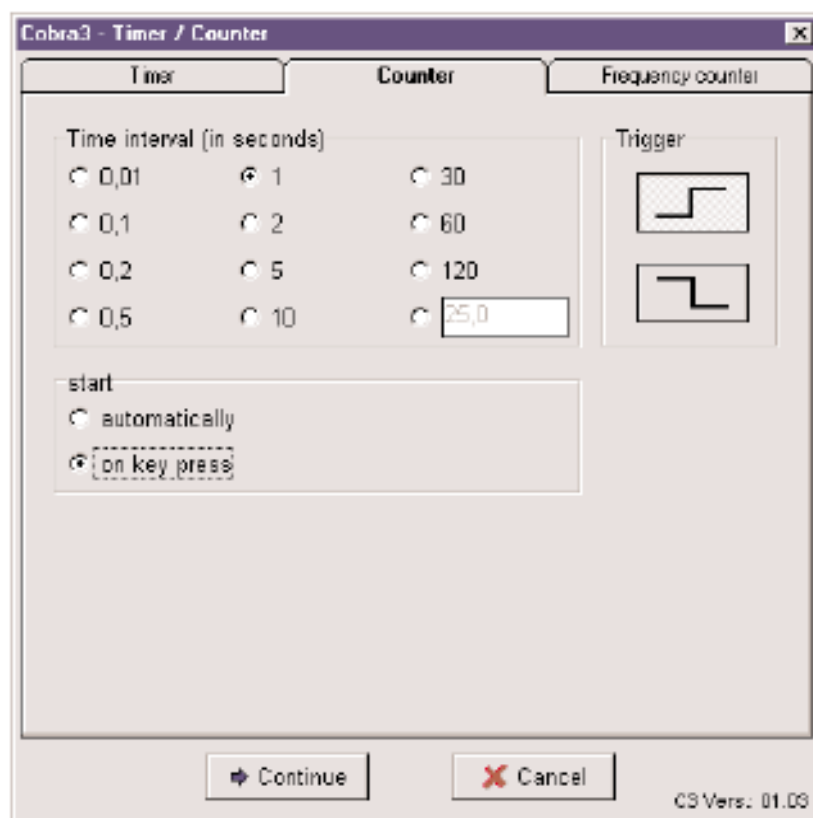 Cobra3 - Timer / Counter
Timer Counter Frequency counter
Time interval (in seconds) Trigger
0,01 1 30
0,1 2 60
0,2 5 120
0,5 10 25,0
start
automatically
on key press
Continue Cancel
C3 Vers.: 01.03